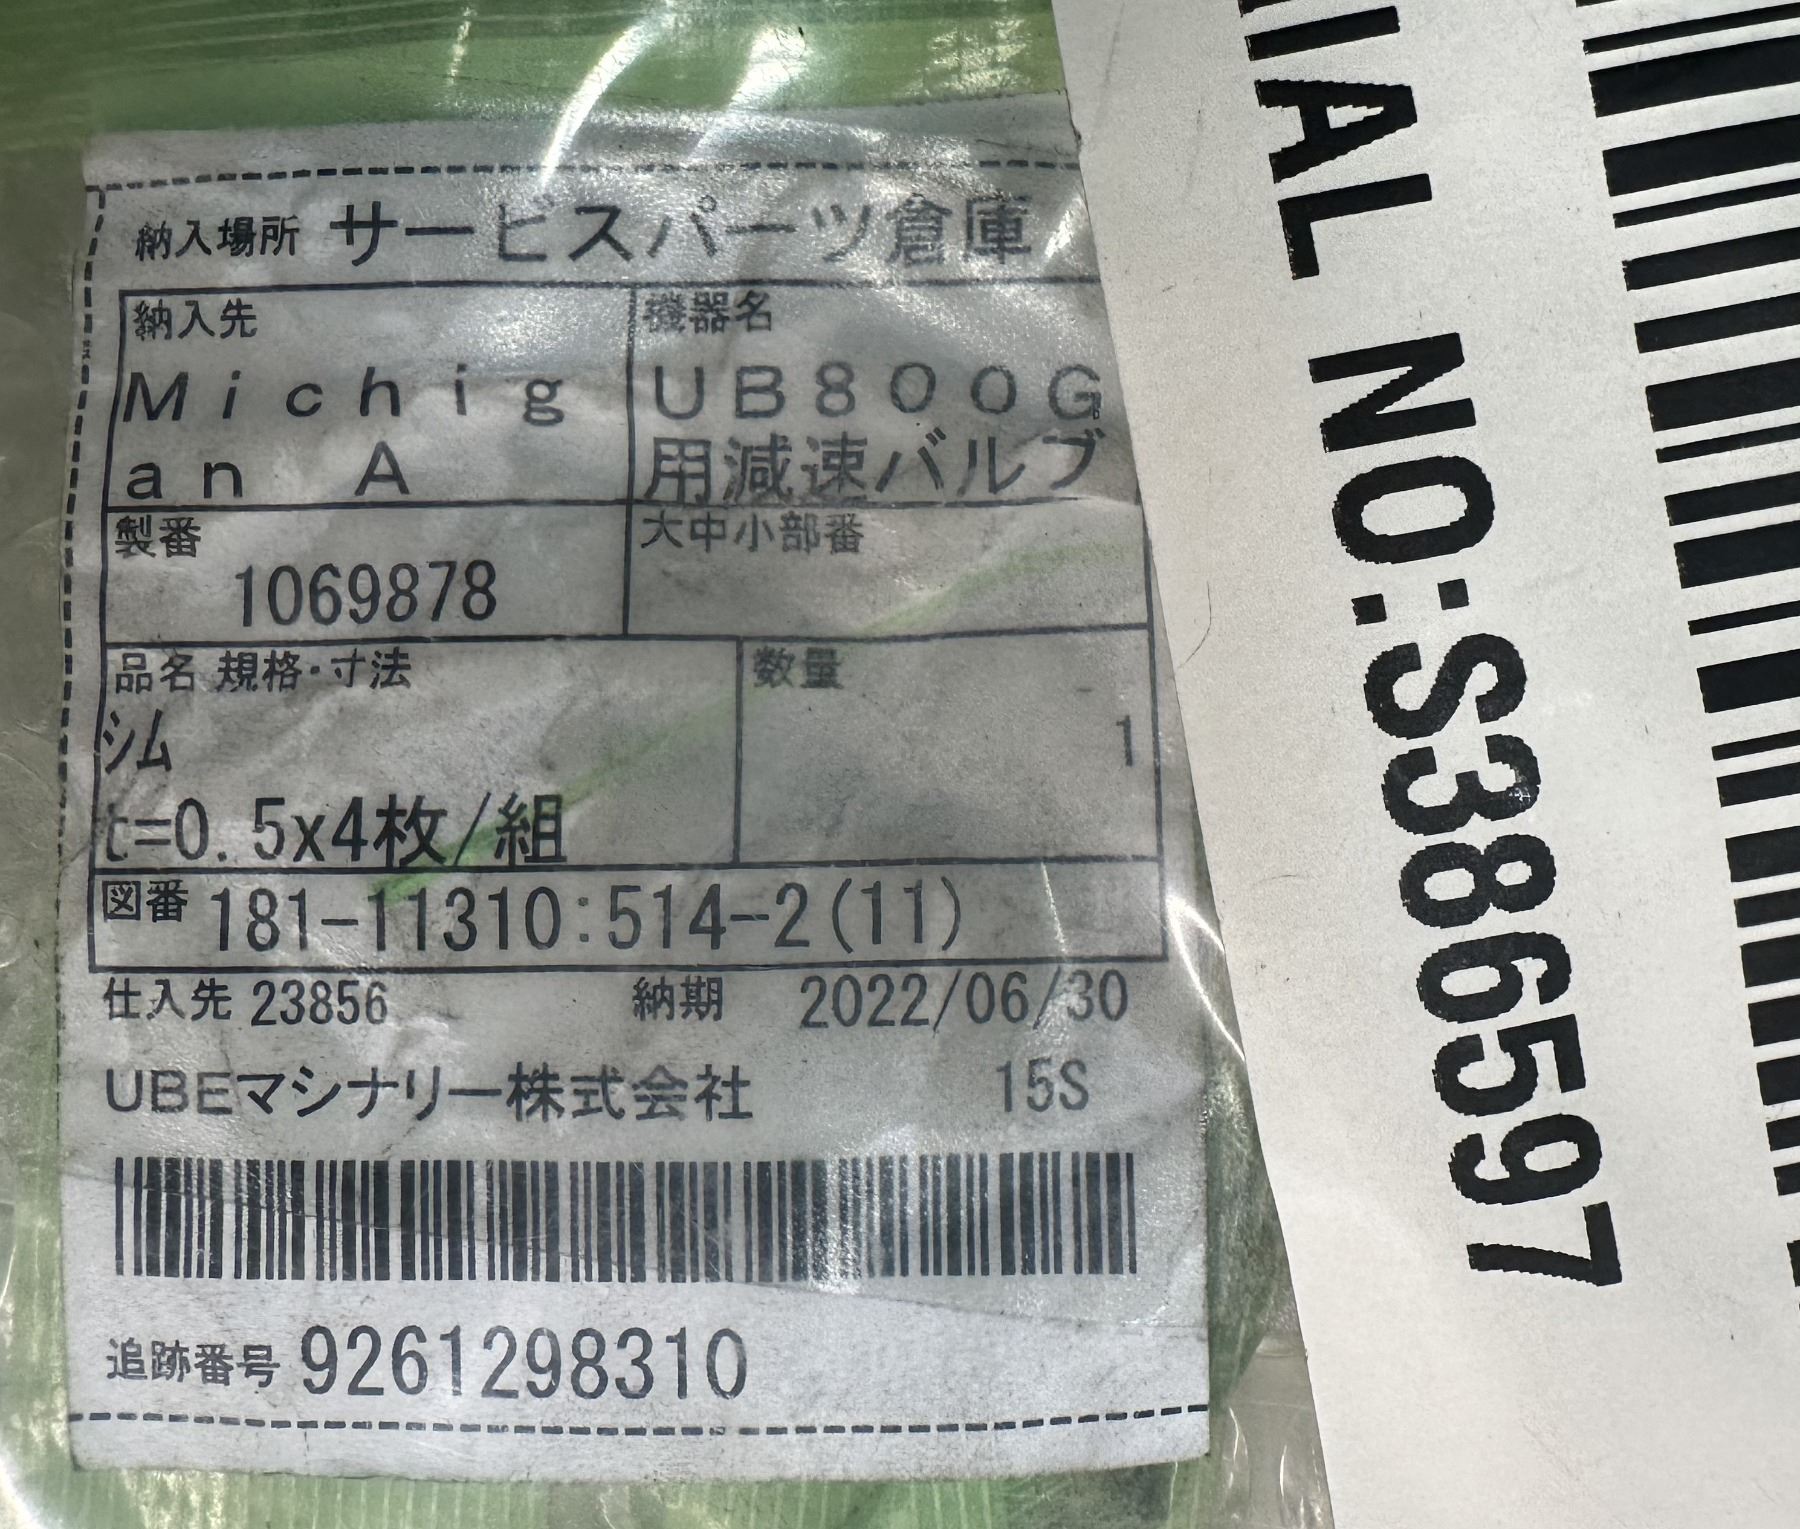 納入場所 サービスパーツ倉庫
納入先
Michig
an A
機器名
UB800G
用減速バルブ
製番
1069878
大中小部番
品名 規格・寸法
シム
t=0.5x4枚/組
数量
1
図番 181-11310:514-2(11)
仕入先 23856 納期 2022/06/30
UBEマシナリー株式会社 15S
追跡番号 9261298310
IAL NO:S386597